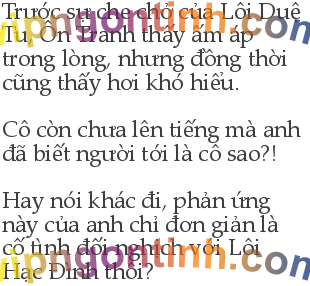 Trước sự che chở của Lôi Duệ
Tu, Ôn Tranh thấy ấm áp
trong lòng, nhưng đồng thời
cũng thấy hơi khó hiểu.
Cô còn chưa lên tiếng mà anh
đã biết người tới là cô sao?!
Hay nói khác đi, phản ứng
này của anh chỉ đơn giản là
cố tình đối nghịch với Lôi
Hạc Đình thôi?